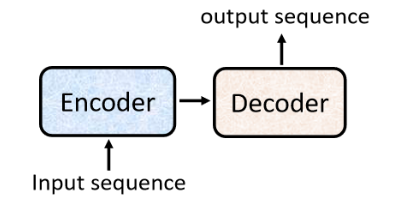 output sequence
Encoder
Decoder
Input sequence